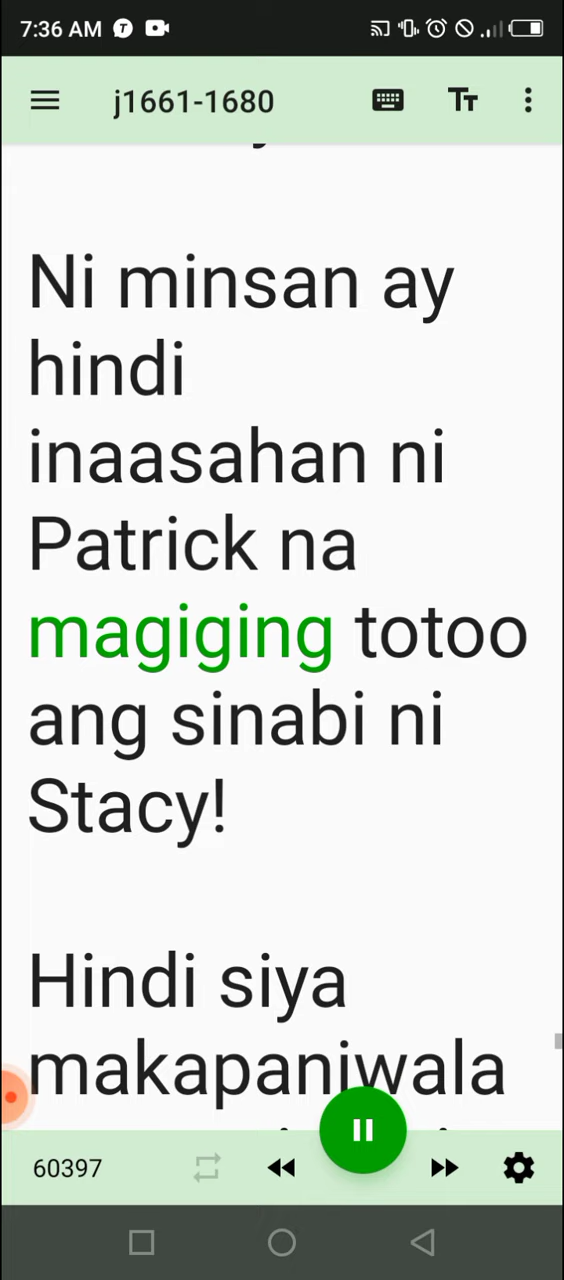 7:36 AM
j1661-1680
Ni minsan ay
hindi
inaasahan ni
Patrick na
magiging totoo
ang sinabi ni
Stacy!
Hindi siya
makapaniwala
60397